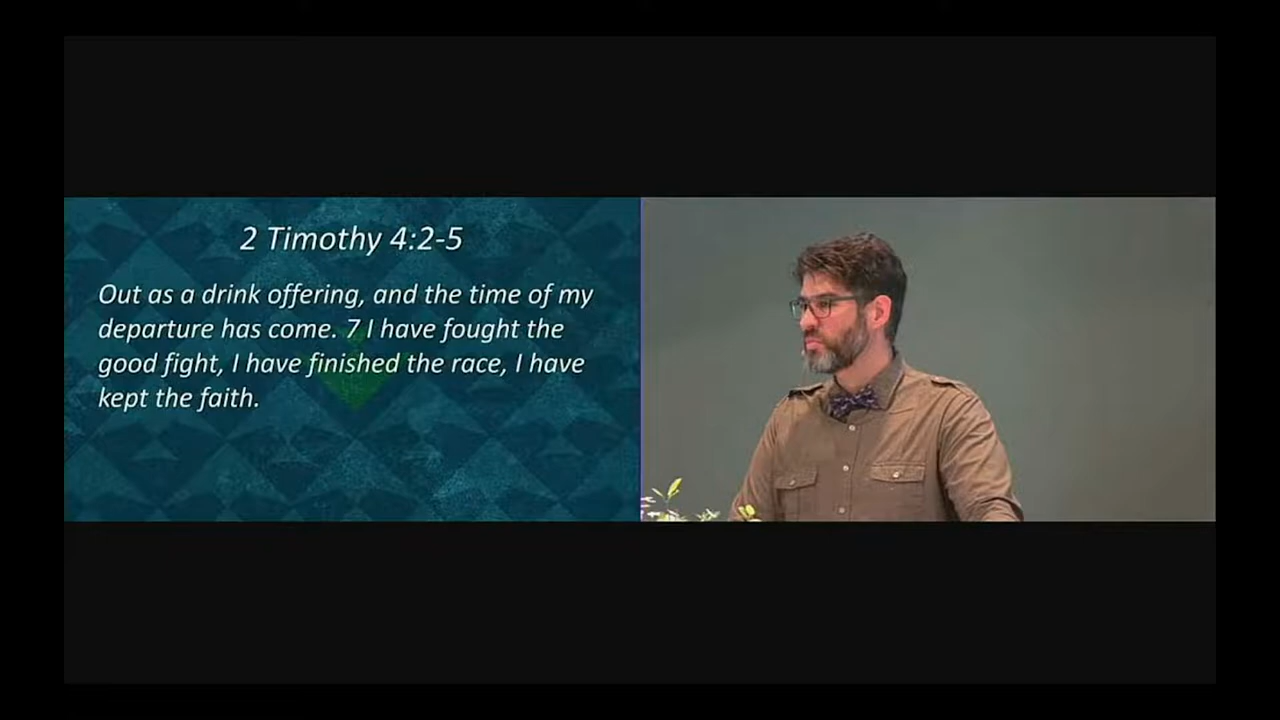 2 Timothy 4:2-5
Out as a drink offering, and the time of my
departure has come. 7 I have fought the
good fight, I have finished the race, I have
kept the faith.